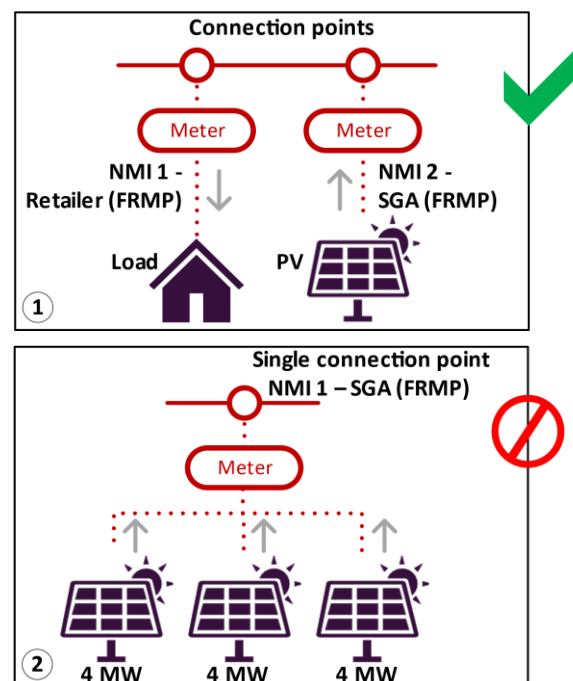 Connection points
Meter Meter
NMI 1 - NMI 2 -
Retailer (FRMP) SGA (FRMP)
Load PV
1
Single connection point
NMI 1 – SGA (FRMP)
Meter
4 MW 4 MW 4 MW
2